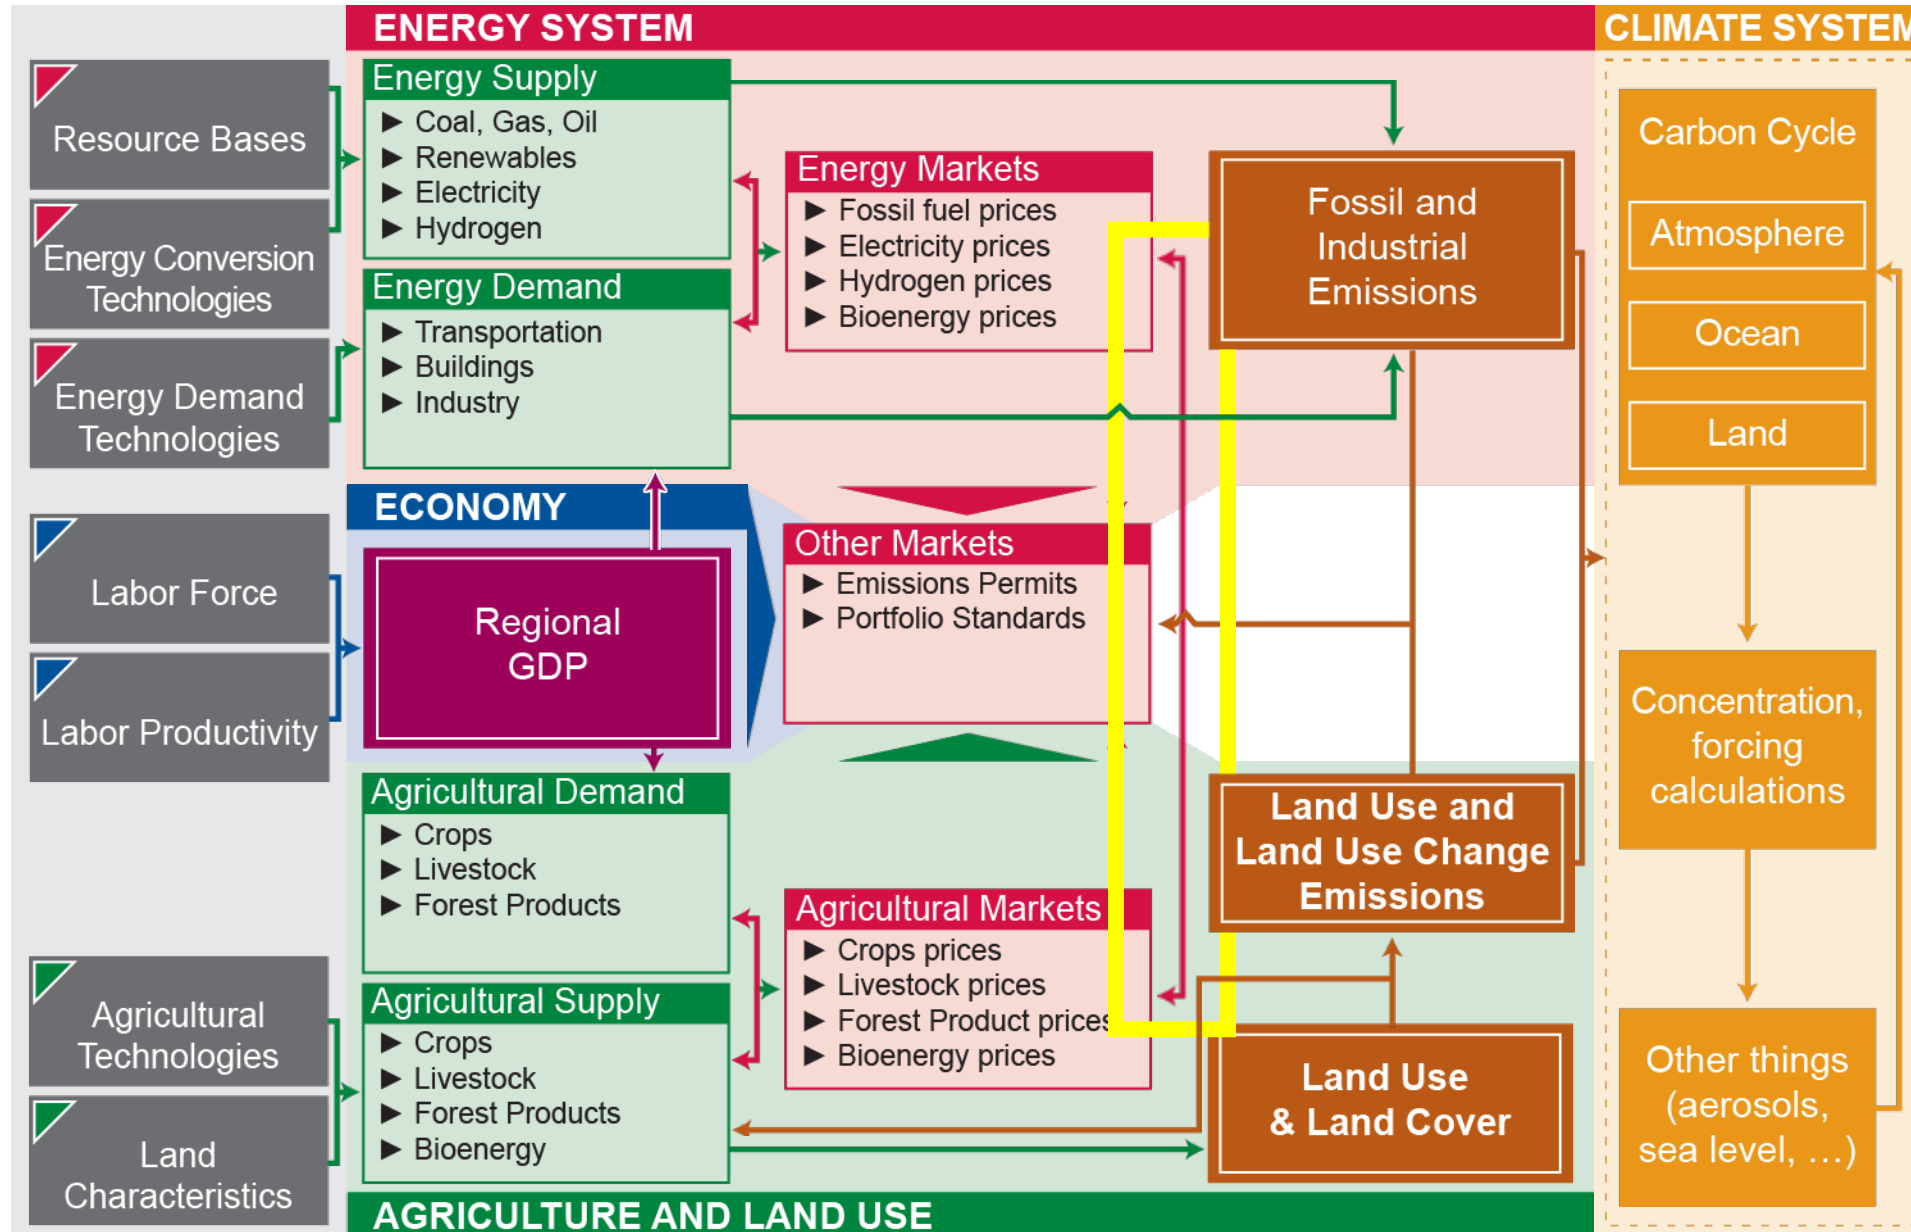 ENERGY SYSTEM
CLIMATE SYSTEM
Resource Bases
Energy Conversion
Technologies
Energy Demand
Technologies
Labor Force
Labor Productivity
Agricultural
Technologies
Land
Characteristics
Energy Supply
► Coal, Gas, Oil
► Renewables
► Electricity
► Hydrogen
Energy Demand
► Transportation
► Buildings
► Industry
Energy Markets
► Fossil fuel prices
► Electricity prices
► Hydrogen prices
► Bioenergy prices
Fossil and
Industrial
Emissions
ECONOMY
Regional
GDP
Other Markets
► Emissions Permits
► Portfolio Standards
Agricultural Demand
► Crops
► Livestock
► Forest Products
Agricultural Supply
► Crops
► Livestock
► Forest Products
► Bioenergy
Agricultural Markets
► Crops prices
► Livestock prices
► Forest Product prices
► Bioenergy prices
Land Use and
Land Use Change
Emissions
Land Use
& Land Cover
AGRICULTURE AND LAND USE
Carbon Cycle
Atmosphere
Ocean
Land
Concentration,
forcing
calculations
Other things
(aerosols,
sea level, …)